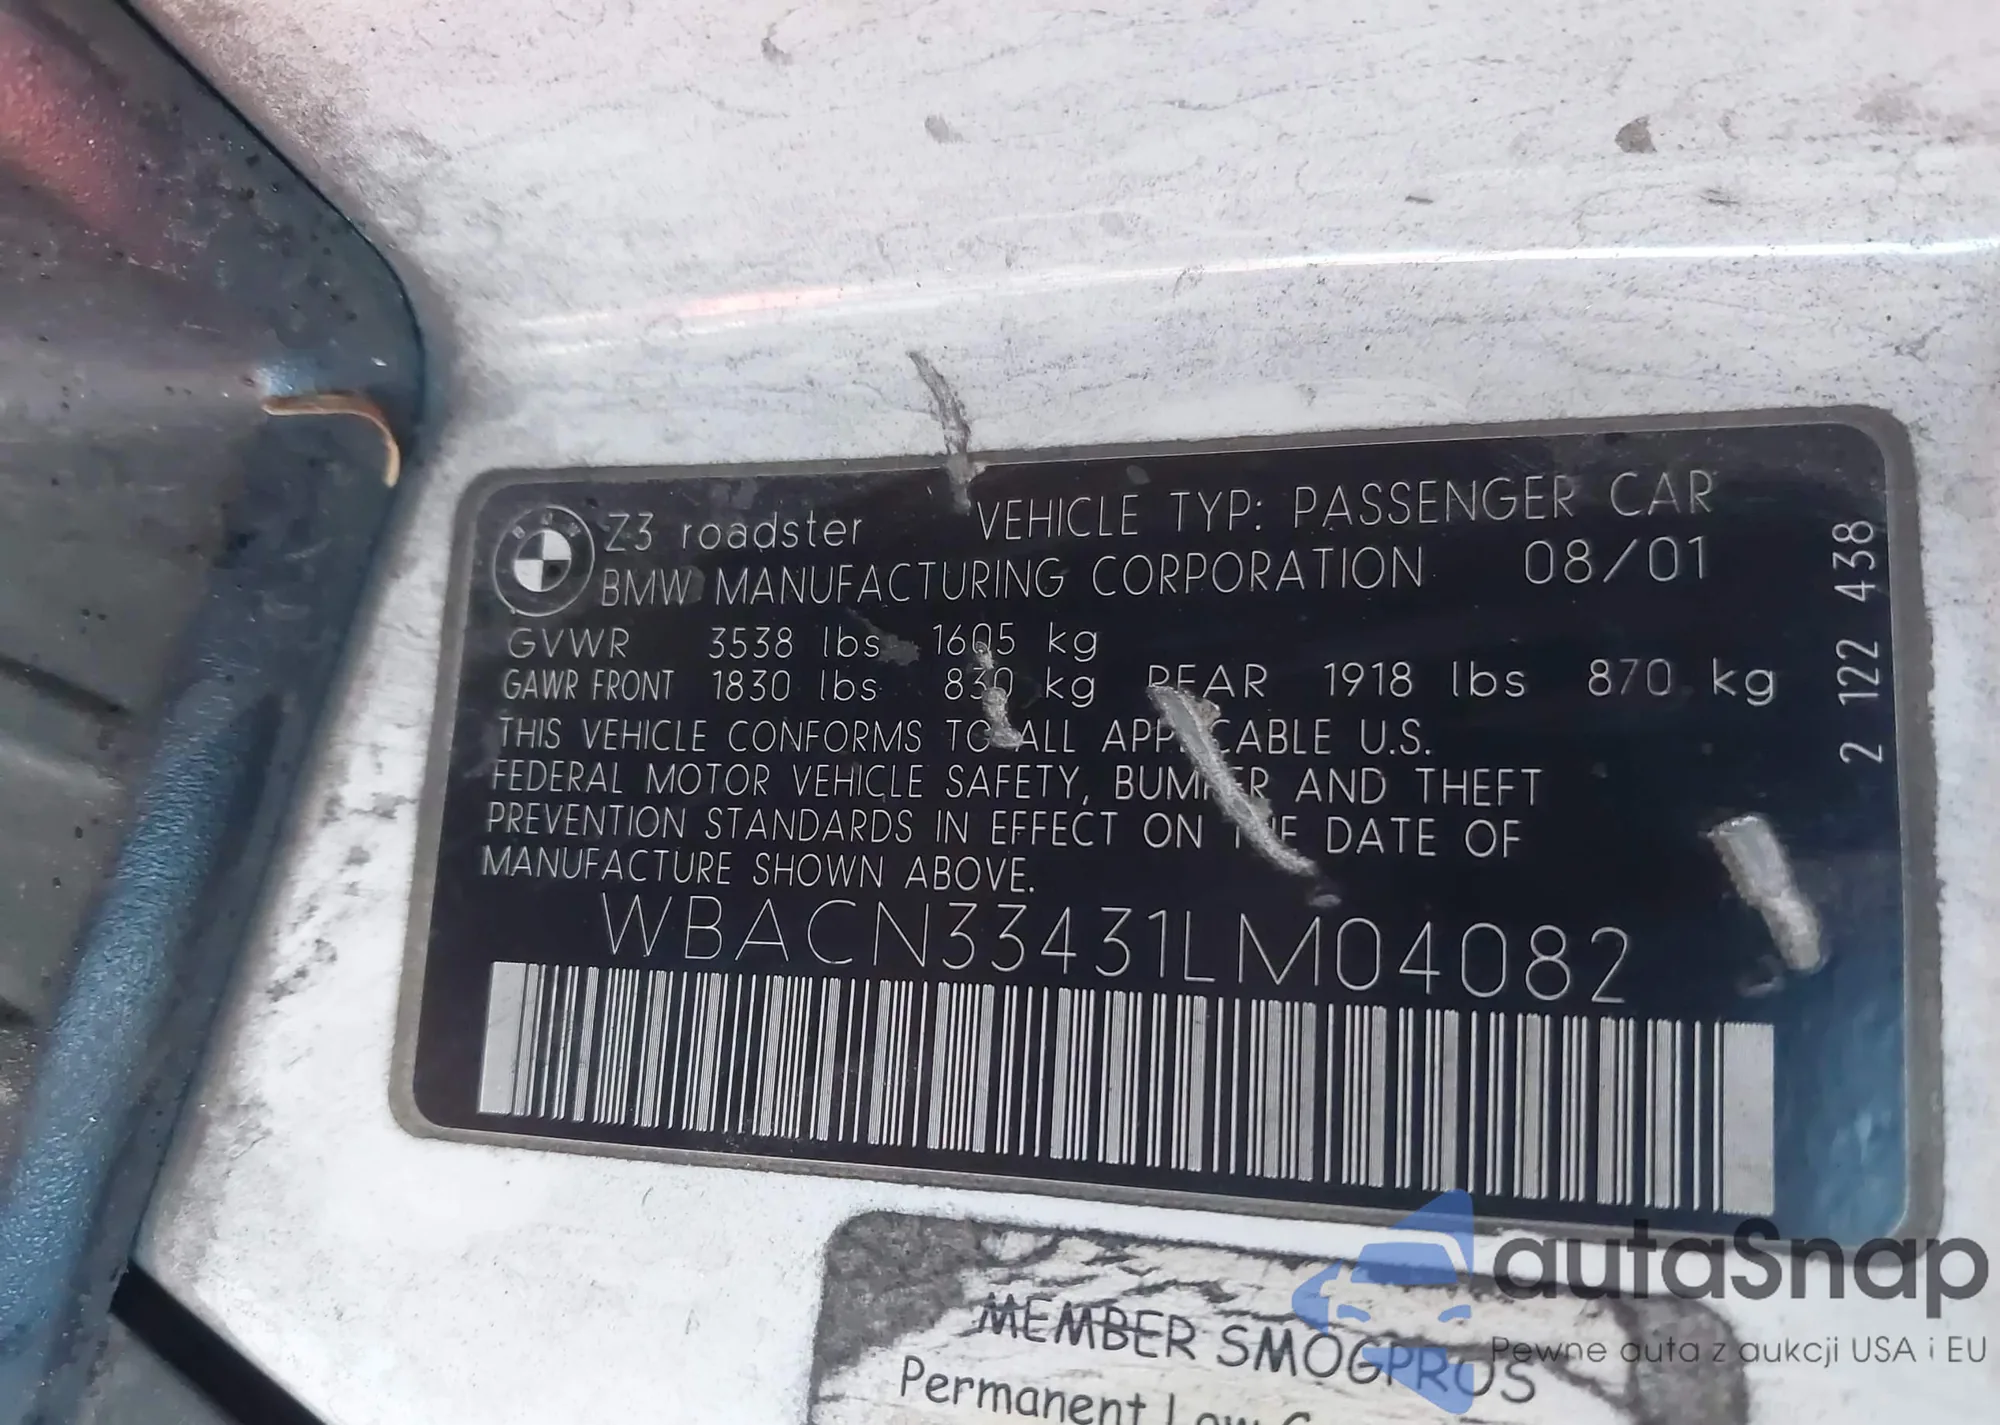 Z3 roadster VEHICLE TYP: PASSENGER CAR
BMW MANUFACTURING CORPORATION 08/01
GVWR 3538 lbs 1605 kg
GAWR FRONT 1830 lbs 830 kg REAR 1918 lbs 870 kg
THIS VEHICLE CONFORMS TO ALL APPLICABLE U.S.
FEDERAL MOTOR VEHICLE SAFETY, BUMPER AND THEFT
PREVENTION STANDARDS IN EFFECT ON THE DATE OF
MANUFACTURE SHOWN ABOVE.
WBACN33431LM04082
2 122 438
MEMBER SMOGPROS
Permanent Low
autaSnap
Pewne auta z aukcji USA i EU